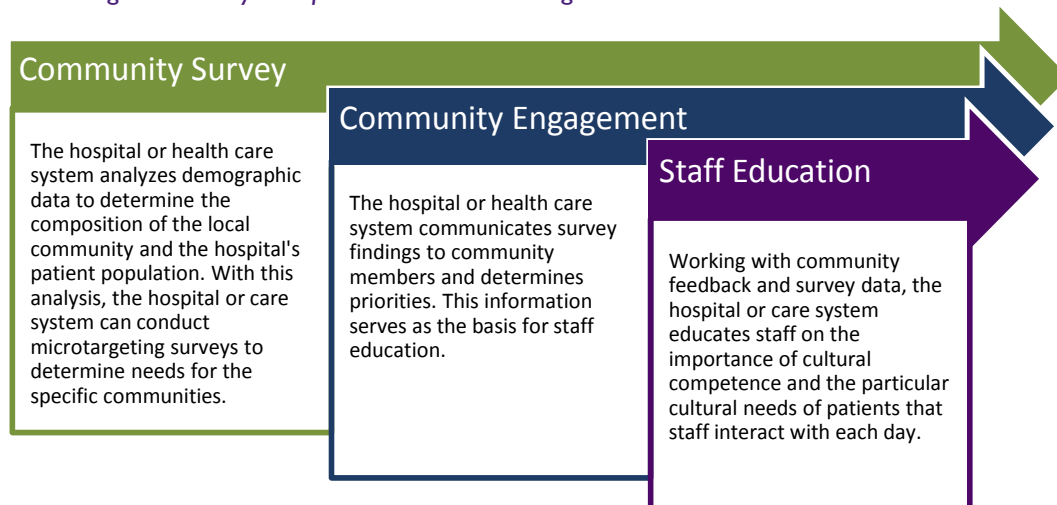 Community Survey
The hospital or health care
system analyzes demographic
data to determine the
composition of the local
community and the hospital's
patient population. With this
analysis, the hospital or care
system can conduct
microtargeting surveys to
determine needs for the
specific communities.
Community Engagement
The hospital or health care
system communicates survey
findings to community
members and determines
priorities. This information
serves as the basis for staff
education.
Staff Education
Working with community
feedback and survey data, the
hospital or care system
educates staff on the
importance of cultural
competence and the particular
cultural needs of patients that
staff interact with each day.